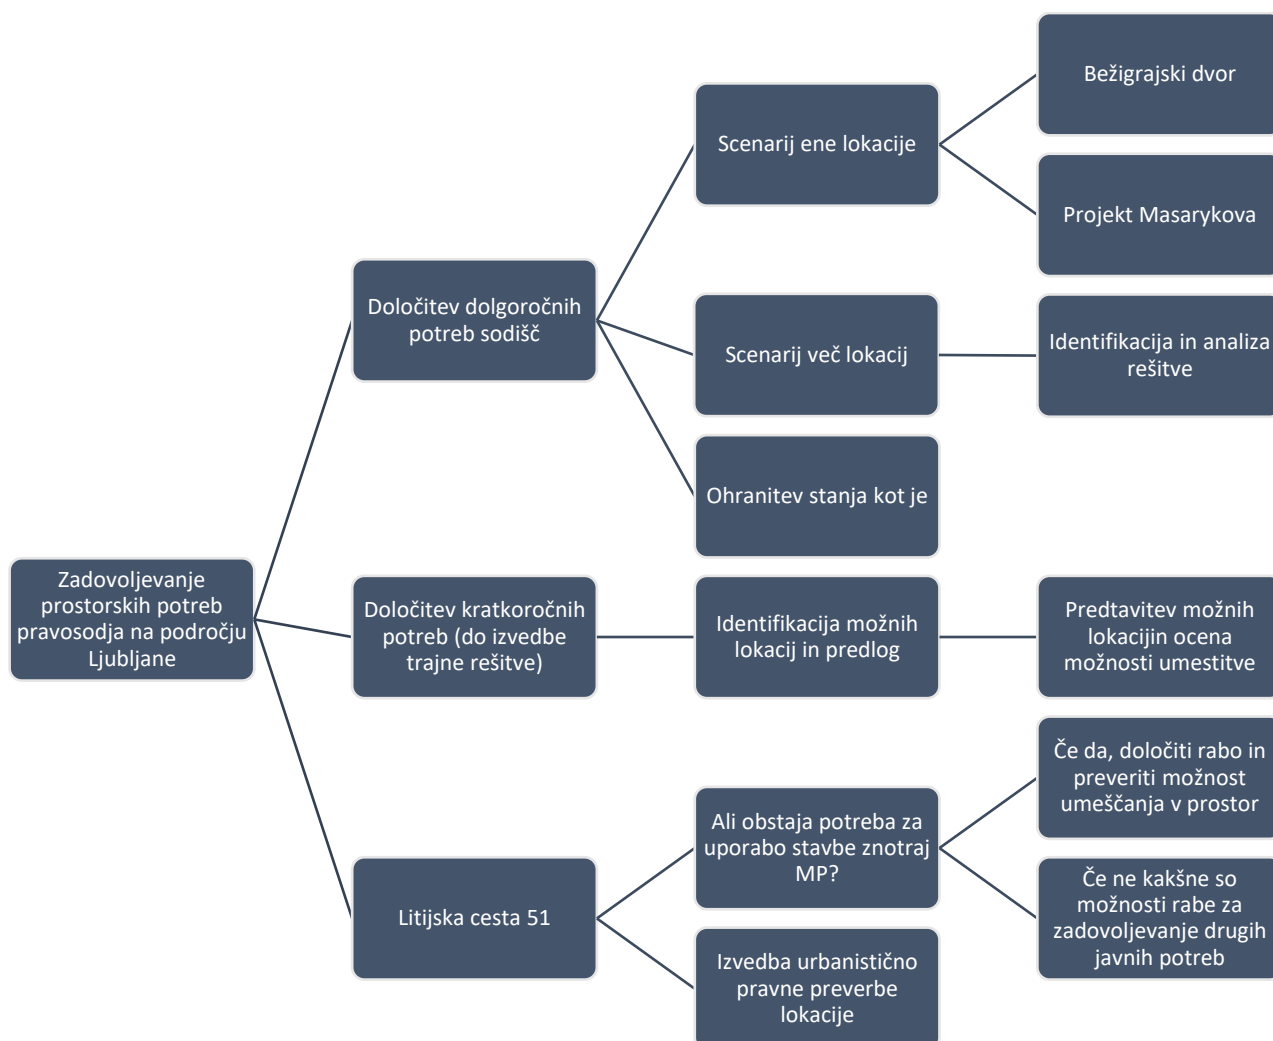 Zadovoljevanje
prostorskih potreb
pravosodja na področju
Ljubljane
Določitev dolgoročnih
potreb sodišč
Scenarij ene lokacije
Bežigrajski dvor
Projekt Masarykova
Scenarij več lokacij
Identifikacija in analiza
rešitve
Ohranitev stanja kot je
Določitev kratkoročnih
potreb (do izvedbe
trajne rešitve)
Identifikacija možnih
lokacij in predlog
Predtavitev možnih
lokacijin ocena
možnosti umestitve
Litijska cesta 51
Ali obstaja potreba za
uporabo stavbe znotraj
MP?
Če da, določiti rabo in
preveriti možnost
umeščanja v prostor
Če ne kakšne so
možnosti rabe za
zadovoljevanje drugih
javnih potreb
Izvedba urbanistično
pravne preverbe
lokacije